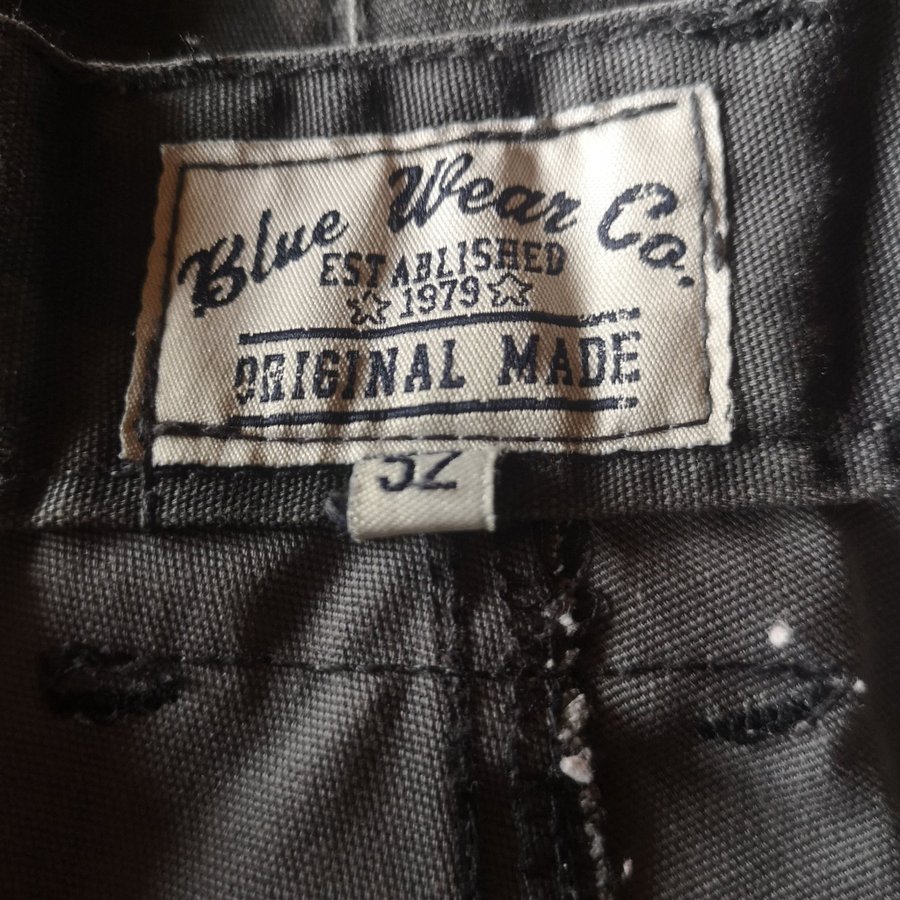 Blue Wear Co.
ESTABLISHED
1979
ORIGINAL MADE
32